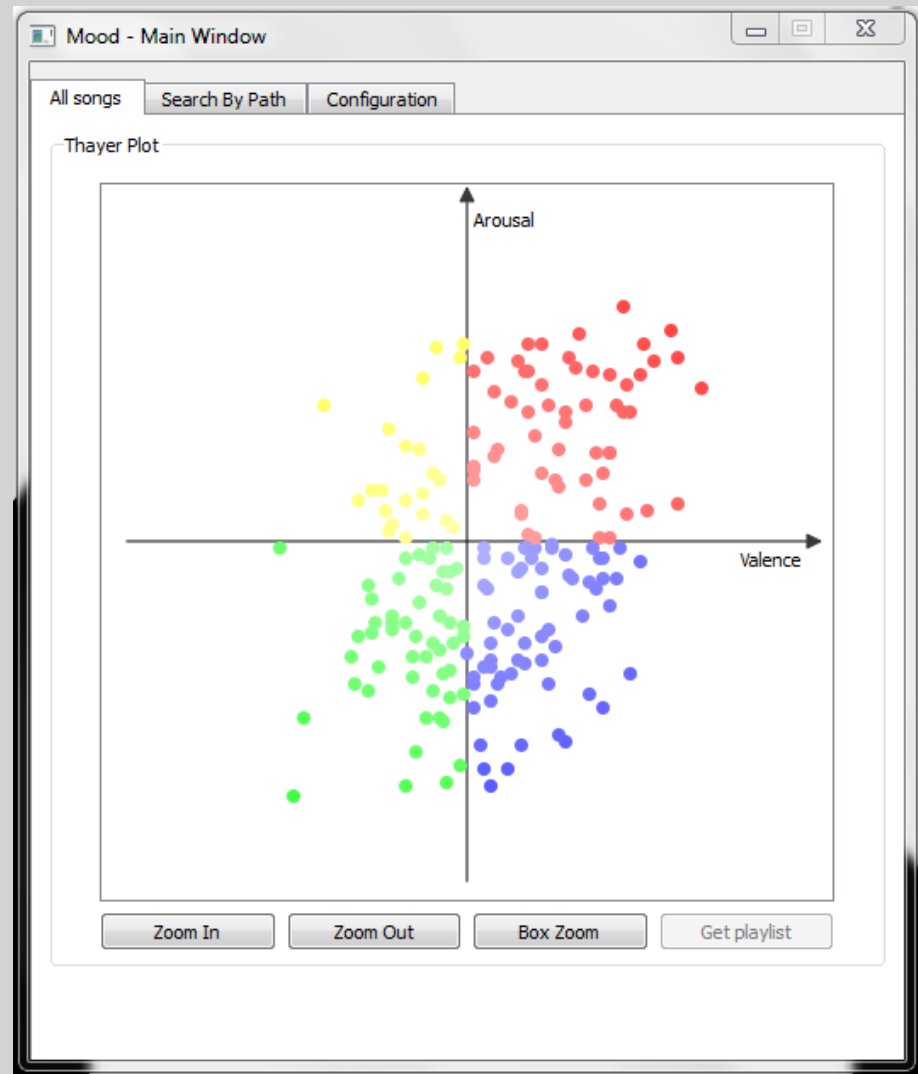 Mood - Main Window
All songs
Search By Path
Configuration
Thayer Plot
Arousal
Valence
Zoom In
Zoom Out
Box Zoom
Get playlist